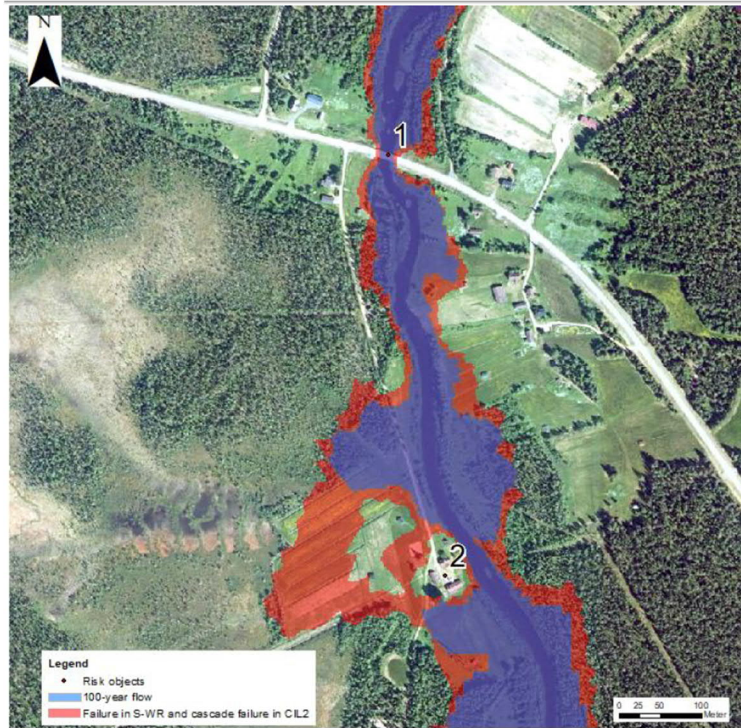 N
1
2
Legend
Risk objects
100-year flow
Failure in S-WR and cascade failure in CIL2
0 25 50 100
Meter